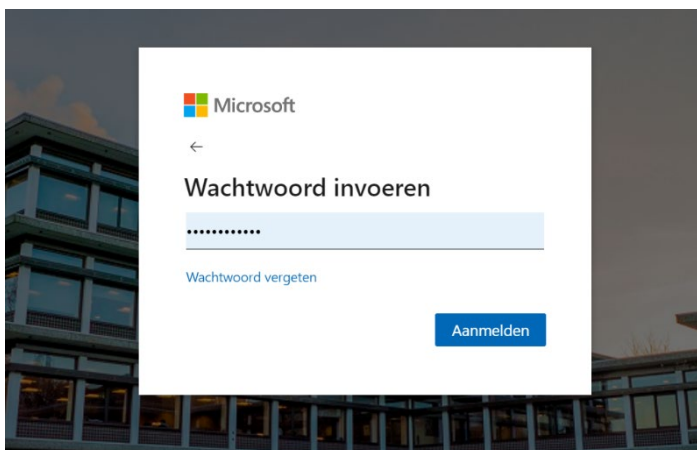 Microsoft
←
Wachtwoord invoeren
••••••••••••
Wachtwoord vergeten
Aanmelden